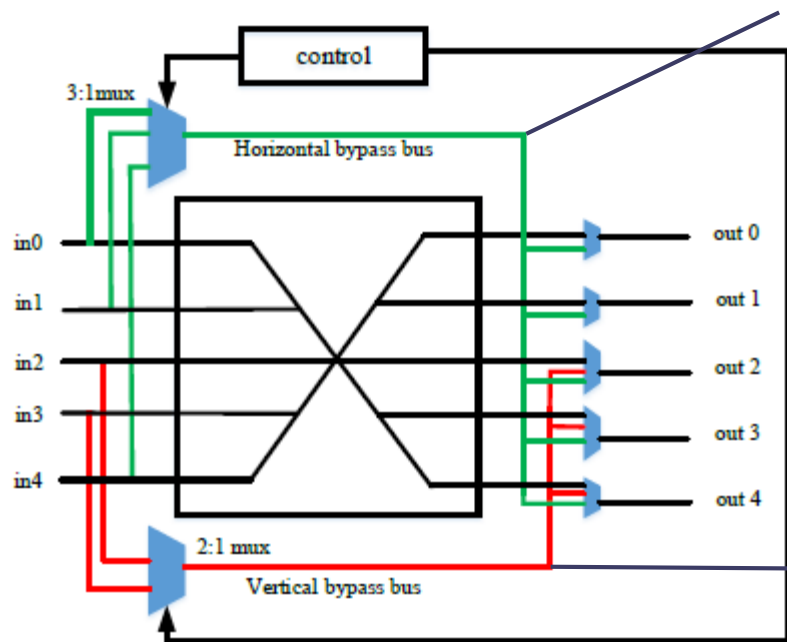 control
3:1mux
Horizontal bypass bus
in0
out 0
in1
out 1
in2
out 2
in3
out 3
in4
out 4
2:1 mux
Vertical bypass bus